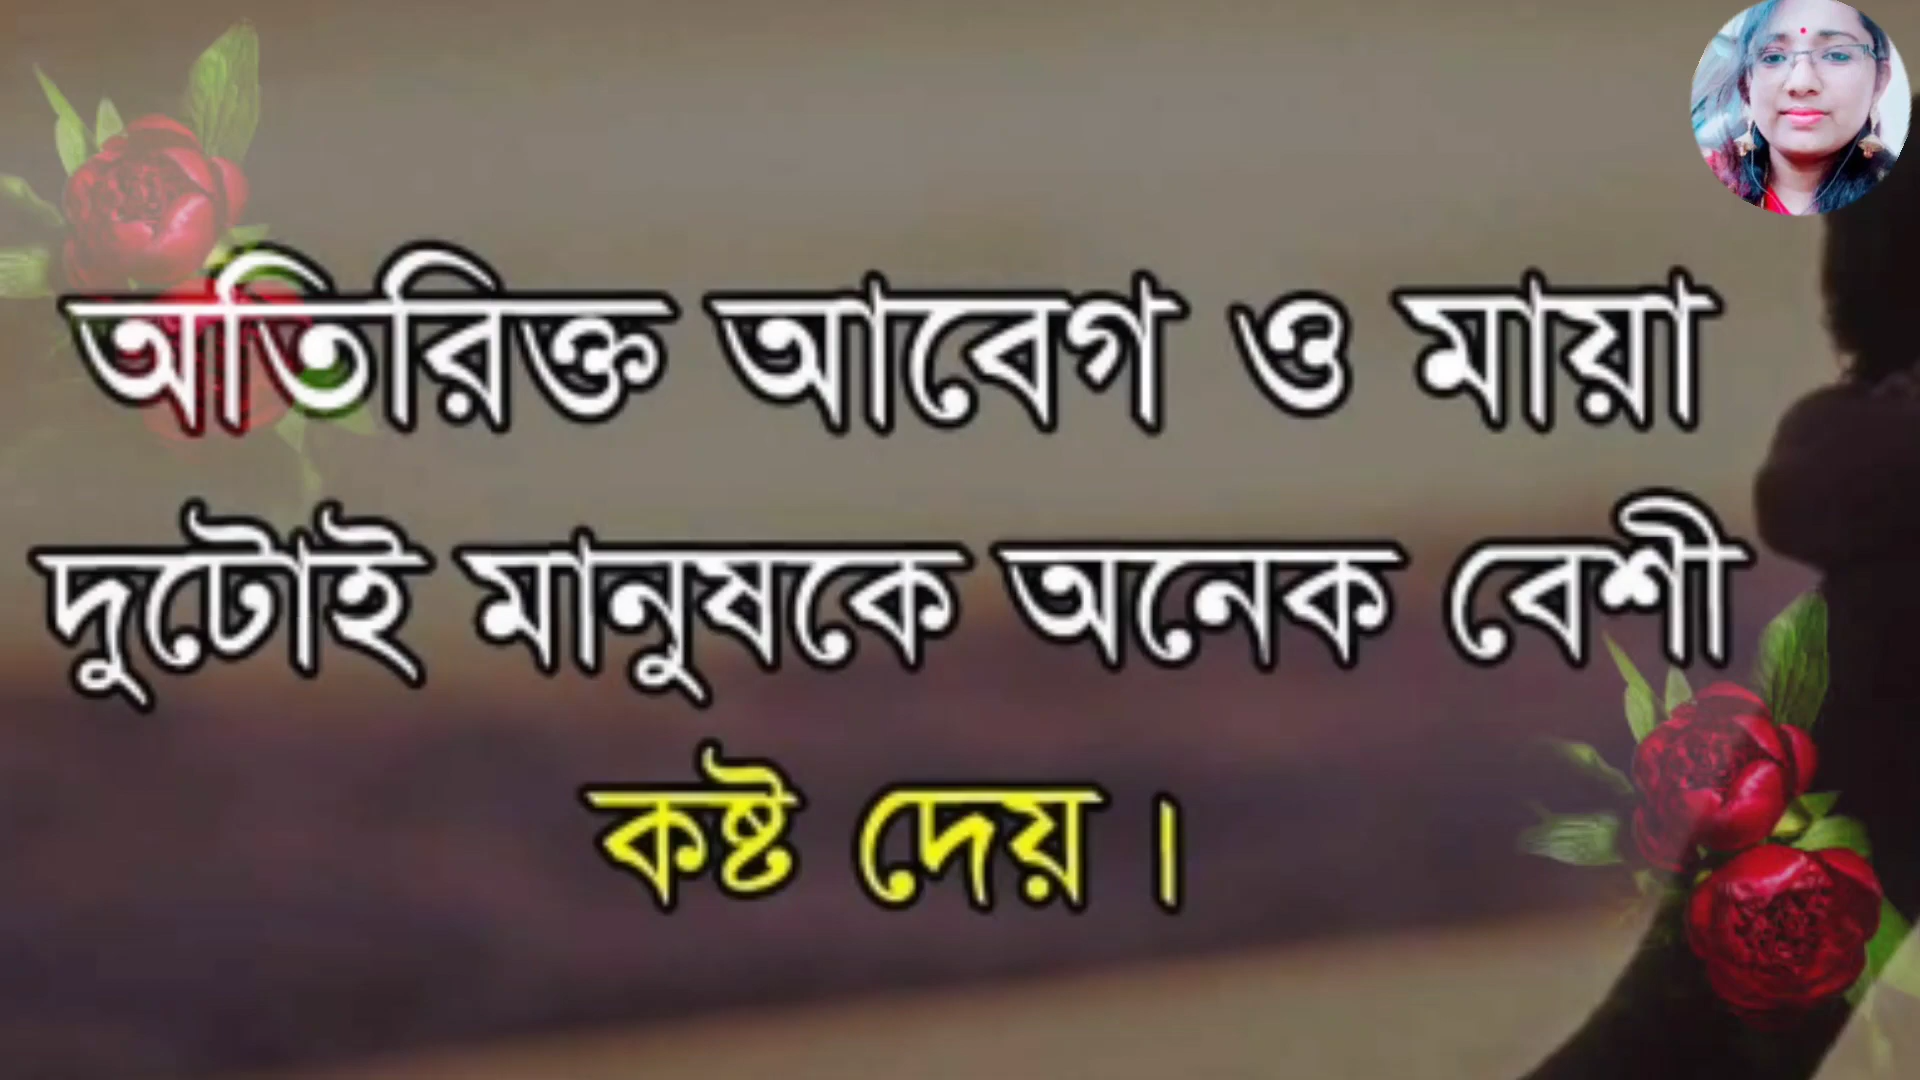 অতিরিক্ত আবেগ ও মায়া
দুটোই মানুষকে অনেক বেশী
কষ্ট দেয়।